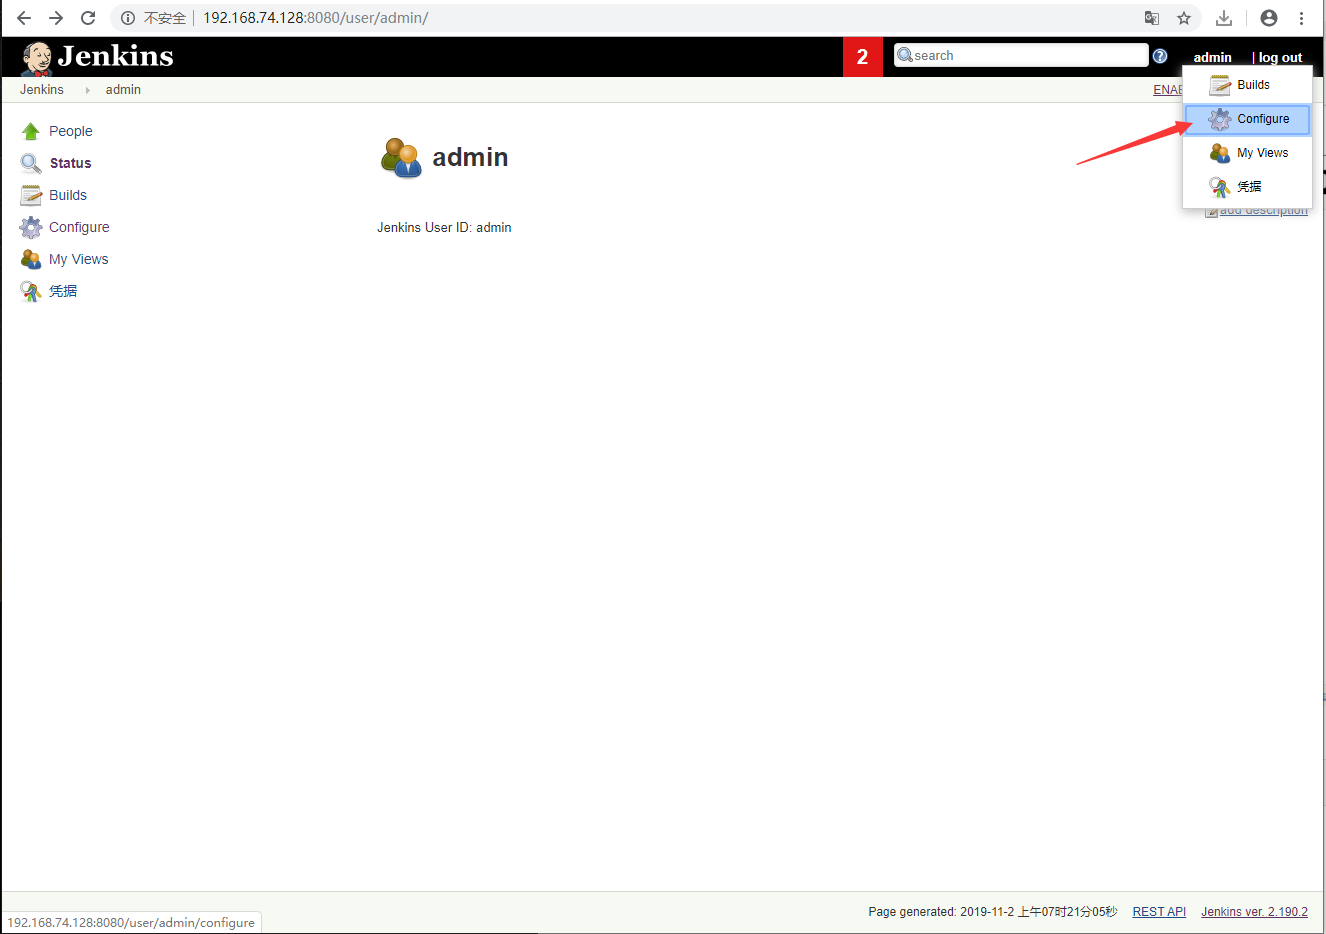 不安全 192.168.74.128:8080/user/admin/
Jenkins 2 search admin | log out
Jenkins admin ENAB
Builds
Configure
My Views
凭据
add description
People
Status
Builds
Configure
My Views
凭据
admin
Jenkins User ID: admin
192.168.74.128:8080/user/admin/configure
Page generated: 2019-11-2 上午07时21分05秒 REST API Jenkins ver. 2.190.2